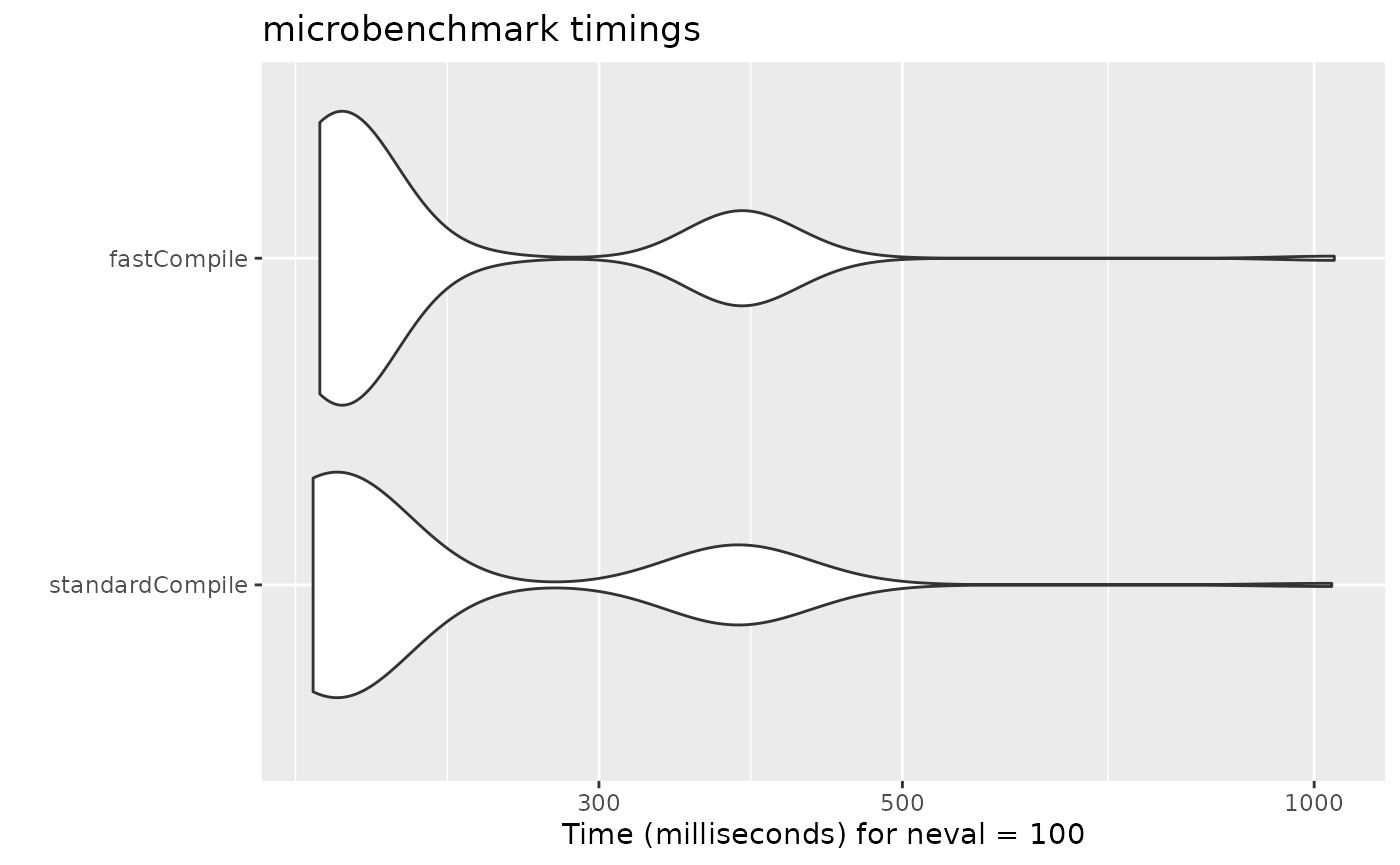 microbenchmark timings
fastCompile
standardCompile
300 500 1000
Time (milliseconds) for neval = 100